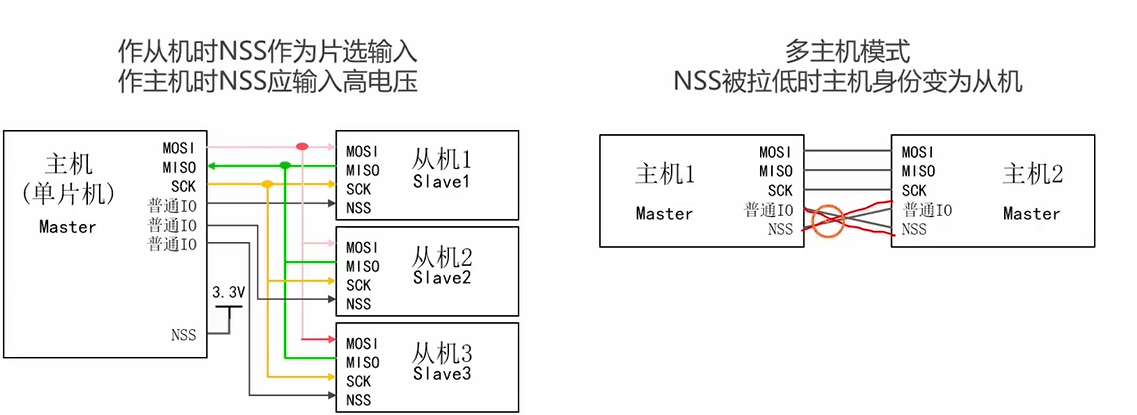 作从机时NSS作为片选输入
作主机时NSS应输入高电压
主机
(单片机)
Master
MOSI
MISO
SCK
普通IO
普通IO
普通IO
3.3V
NSS
MOSI
MISO
SCK
NSS
从机1
Slave1
MOSI
MISO
SCK
NSS
从机2
Slave2
MOSI
MISO
SCK
NSS
从机3
Slave3
多主机模式
NSS被拉低时主机身份变为从机
主机1
Master
MOSI
MISO
SCK
普通IO
NSS
MOSI
MISO
SCK
普通IO
NSS
主机2
Master